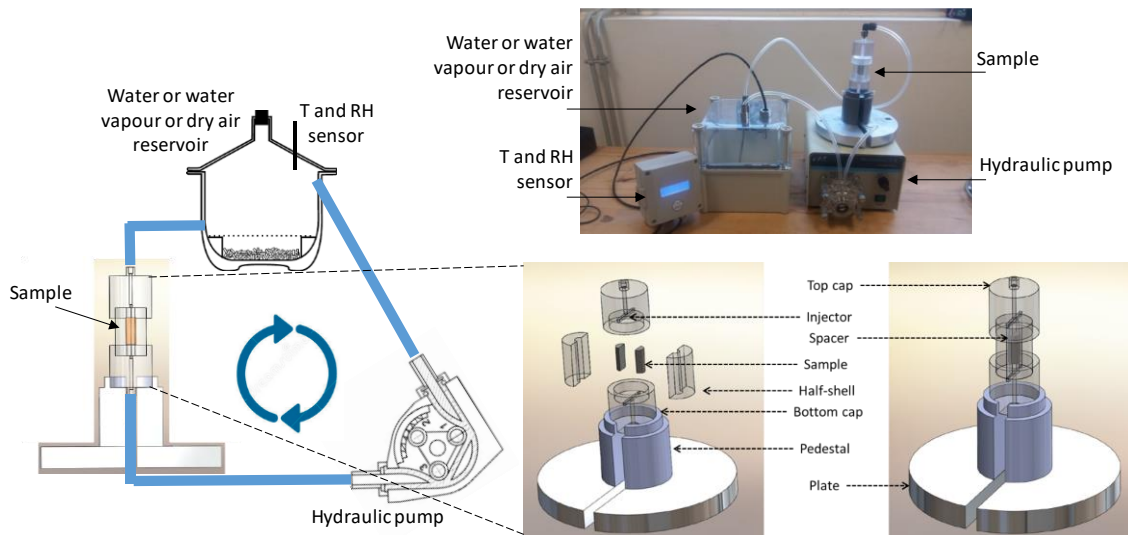 Water or water
vapour or dry air
reservoir
T and RH
sensor
Sample
Hydraulic pump
Water or water
vapour or dry air
reservoir
T and RH
sensor
Sample
Hydraulic pump
Top cap
Injector
Spacer
Sample
Half-shell
Bottom cap
Pedestal
Plate